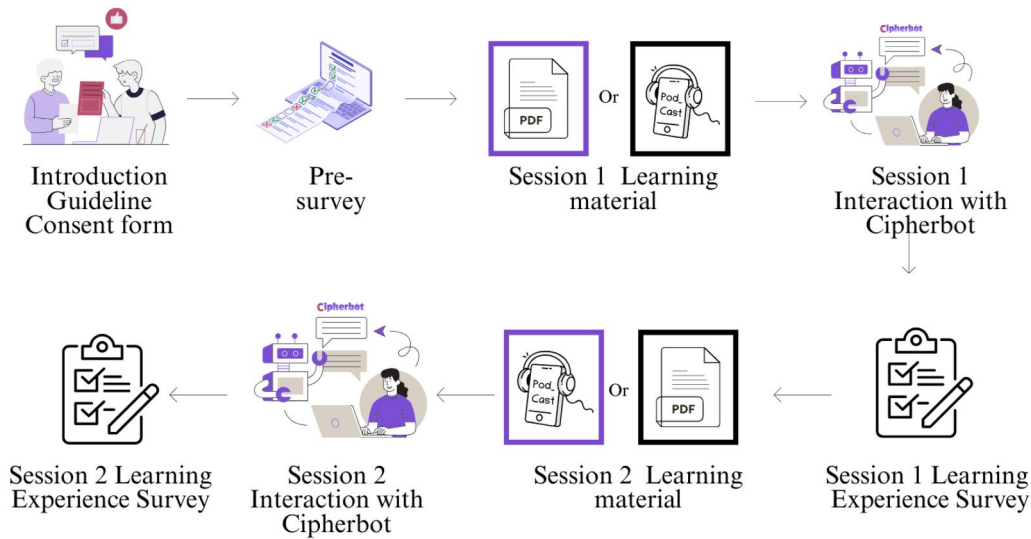 Cipherbot
PDF
Or
Pod_
Cast
Introduction
Guideline
Consent form
Pre-
survey
Session 1 Learning
material
Session 1
Interaction with
Cipherbot
Cipherbot
Pod_
Cast
Or
PDF
Session 2 Learning
Experience Survey
Session 2
Interaction with
Cipherbot
Session 2 Learning
material
Session 1 Learning
Experience Survey